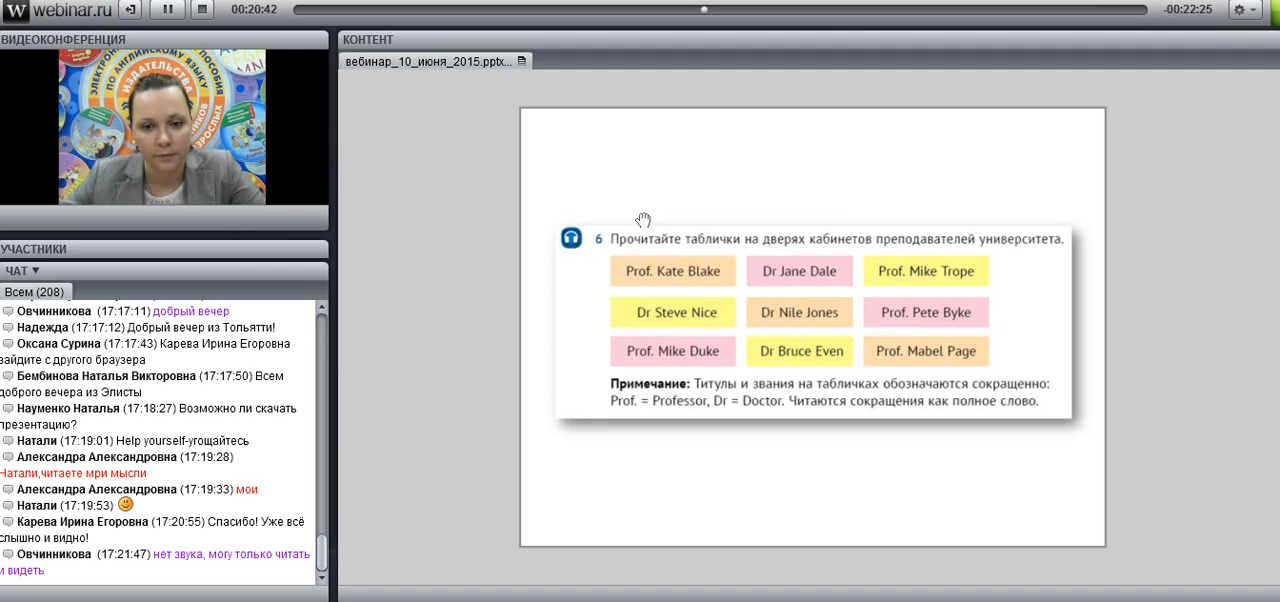 webinar.ru
00:20:42
-00:22:25
ВИДЕОКОНФЕРЕНЦИЯ
ЭЛЕКТРОННЫЕ ПОСОБИЯ
ПО АНГЛИЙСКОМУ ЯЗЫКУ
ИЗДАТЕЛЬСТВА
УЧАСТНИКИ
ЧАТ ▼
Всем (208)
Овчинникова (17:17:11) добрый вечер
Надежда (17:17:12) Добрый вечер из Тольятти!
Оксана Сурина (17:17:43) Карева Ирина Егоровна
зайдите с другого браузера
Бембинова Наталья Викторовна (17:17:50) Всем
доброго вечера из Элисты
Науменко Наталья (17:18:27) Возможно ли скачать
презентацию?
Натали (17:19:01) Help yourself-угощайтесь
Александра Александровна (17:19:28)
Натали,читаете мри мысли
Александра Александровна (17:19:33) мои
Натали (17:19:53)
Карева Ирина Егоровна (17:20:55) Спасибо! Уже всё
слышно и видно!
Овчинникова (17:21:47) нет звука, могу только читать
и видеть
КОНТЕНТ
вебинар_10_июня_2015.pptx...
6 Прочитайте таблички на дверях кабинетов преподавателей университета.
Prof. Kate Blake Dr Jane Dale Prof. Mike Trope
Dr Steve Nice Dr Nile Jones Prof. Pete Byke
Prof. Mike Duke Dr Bruce Even Prof. Mabel Page
Примечание: Титулы и звания на табличках обозначаются сокращенно:
Prof. = Professor, Dr = Doctor. Читаются сокращения как полное слово.